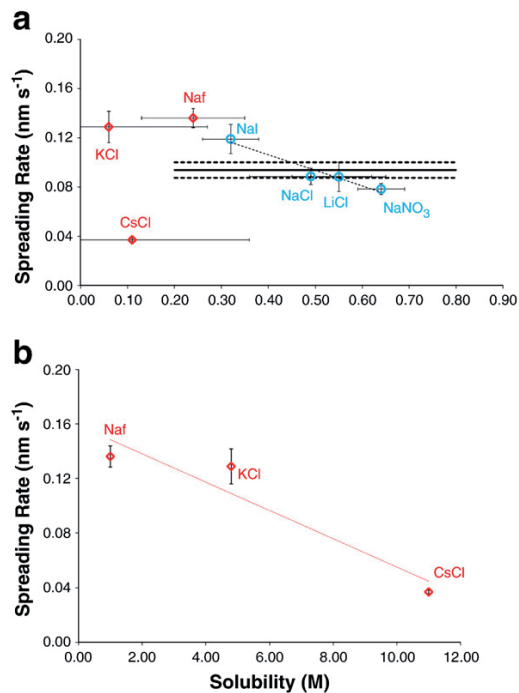 a
Spreading Rate (nm s⁻¹)
0.20
0.16
0.12
0.08
0.04
0.00
Naf
NaI
KCl
NaCl
LiCl
NaNO₃
CsCl
0.00 0.10 0.20 0.30 0.40 0.50 0.60 0.70 0.80 0.90
b
Spreading Rate (nm s⁻¹)
0.20
0.16
0.12
0.08
0.04
0.00
Naf
KCl
CsCl
0.00 2.00 4.00 6.00 8.00 10.00 12.00
Solubility (M)